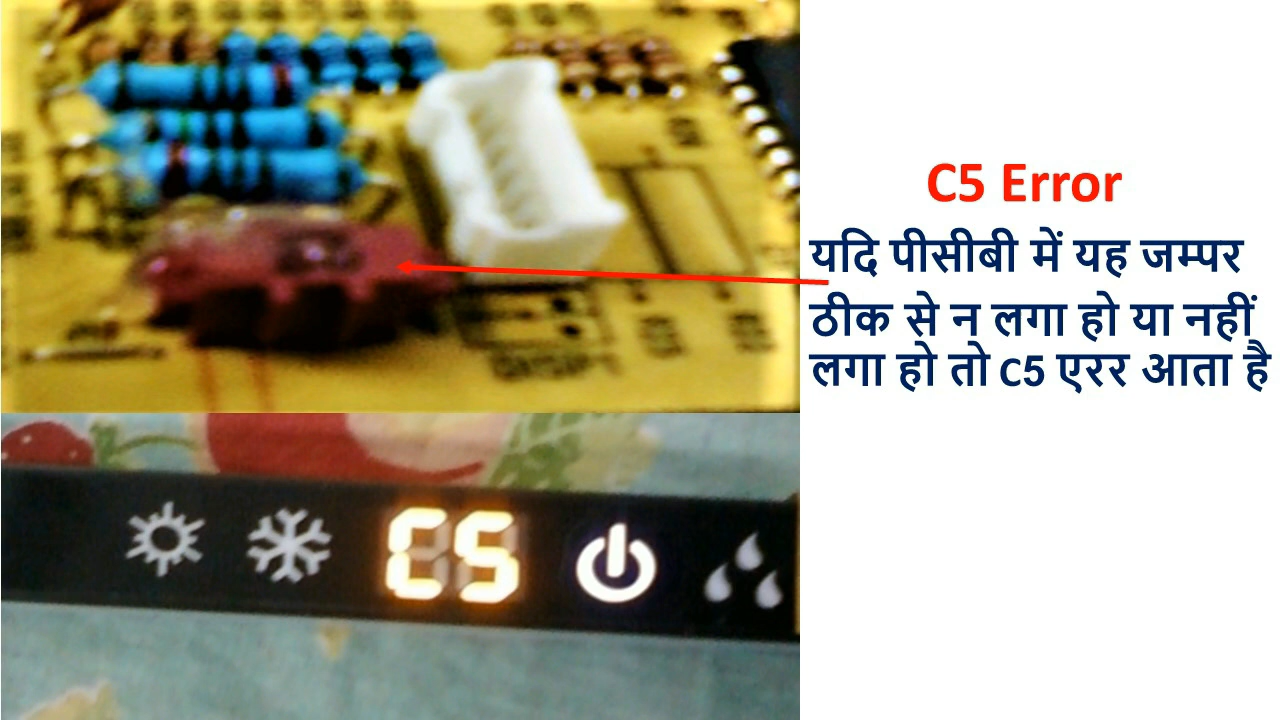 C5 Error
यदि पीसीबी में यह जम्पर
ठीक से न लगा हो या नहीं
लगा हो तो C5 एरर आता है
C5